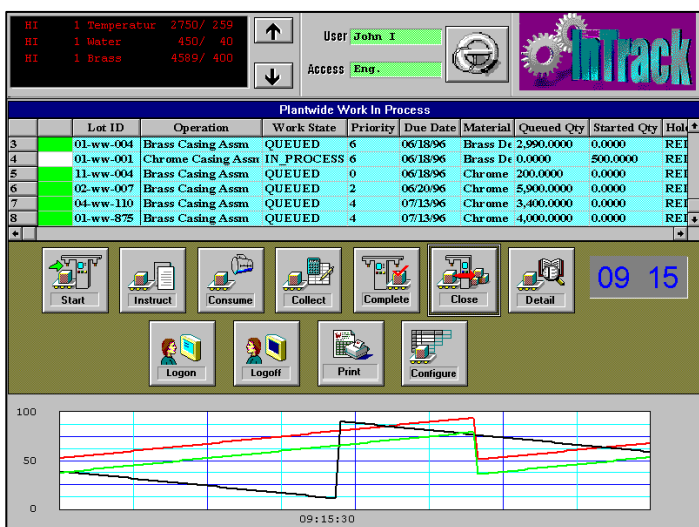 HI 1 Temperatur 2750/ 259
HI 1 Water 450/ 40
HI 1 Brass 4589/ 400
User John I
Access Eng.
InTrack
Plantwide Work In Process
Lot ID Operation Work State Priority Due Date Material Queued Qty Started Qty Hol
3 01-ww-004 Brass Casing Assm QUEUED 6 06/18/96 Brass De 2,990.0000 0.0000 REI
4 01-ww-001 Chrome Casing Assm IN_PROCESS 6 06/18/96 Brass De 0.0000 500.0000 REI
5 11-ww-004 Brass Casing Assm QUEUED 0 06/18/96 Chrome 200.0000 0.0000 REI
6 02-ww-007 Brass Casing Assm QUEUED 2 06/20/96 Chrome 5,900.0000 0.0000 REI
7 04-ww-110 Brass Casing Assm QUEUED 4 07/13/96 Chrome 3,400.0000 0.0000 REI
8 01-ww-875 Brass Casing Assm QUEUED 4 07/13/96 Chrome 4,000.0000 0.0000 REI
Start Instruct Consume Collect Complete Close Detail
09 15
Logon Logoff Print Configure
100
50
0
09:15:30